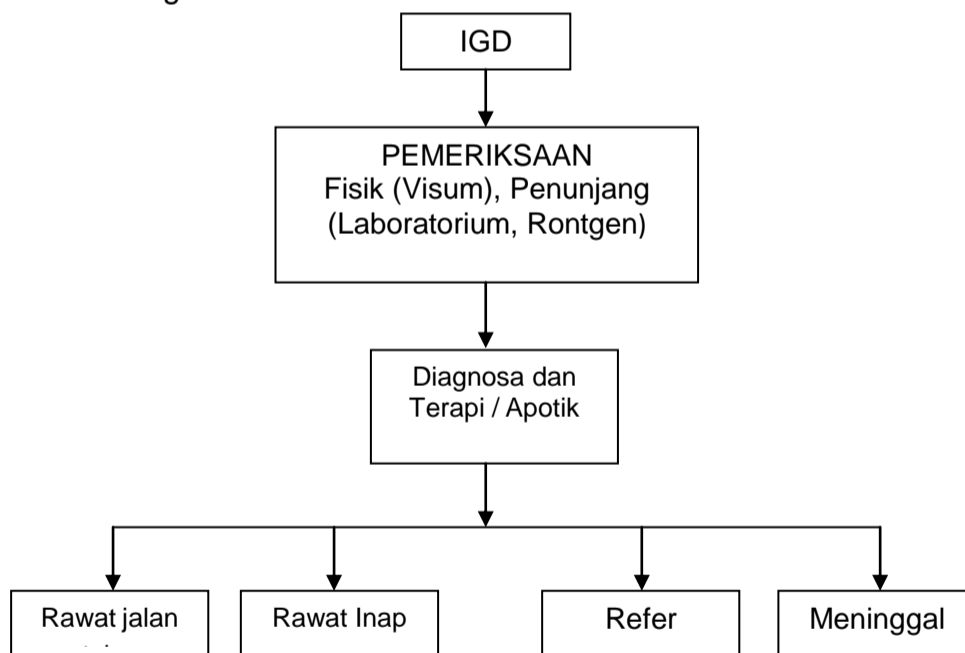 IGD
PEMERIKSAAN
Fisik (Visum), Penunjang
(Laboratorium, Rontgen)
Diagnosa dan
Terapi / Apotik
Rawat jalan
Rawat Inap
Refer
Meninggal